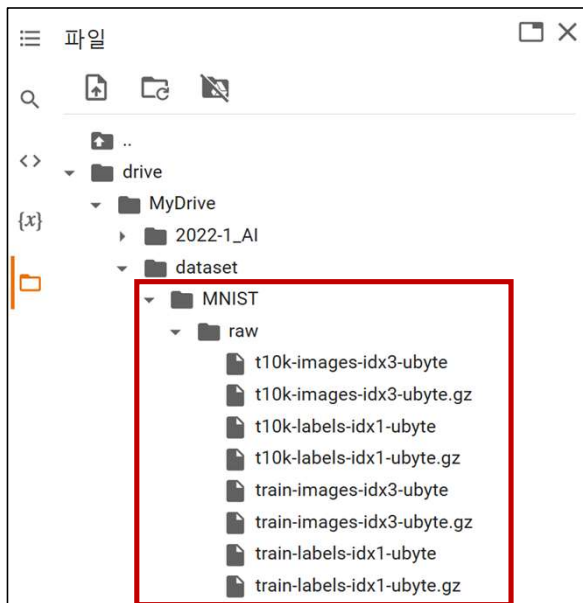 파일
..
drive
MyDrive
2022-1_AI
dataset
MNIST
raw
t10k-images-idx3-ubyte
t10k-images-idx3-ubyte.gz
t10k-labels-idx1-ubyte
t10k-labels-idx1-ubyte.gz
train-images-idx3-ubyte
train-images-idx3-ubyte.gz
train-labels-idx1-ubyte
train-labels-idx1-ubyte.gz
{x}